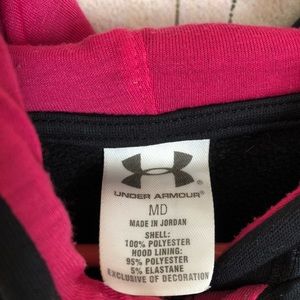 UNDER ARMOUR®
MD
MADE IN JORDAN
SHELL:
100% POLYESTER
HOOD LINING:
95% POLYESTER
5% ELASTANE
EXCLUSIVE OF DECORATION